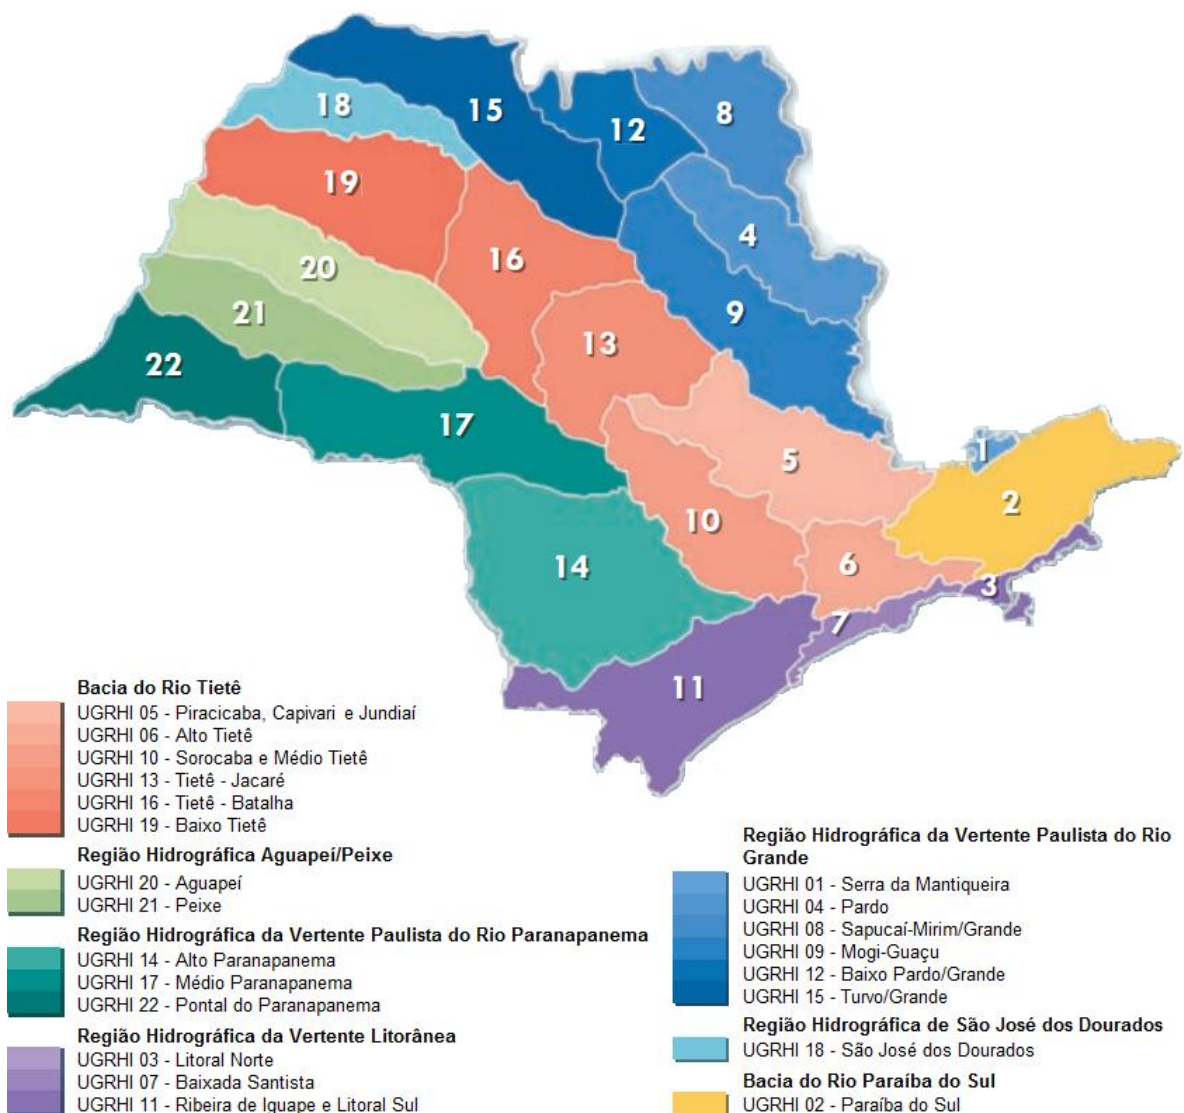 15
8
18
12
19
4
16
20
9
21
13
22
17
1
5
2
10
6
14
3
7
11
Bacia do Rio Tietê
UGRHI 05 - Piracicaba, Capivari e Jundiaí
UGRHI 06 - Alto Tietê
UGRHI 10 - Sorocaba e Médio Tietê
UGRHI 13 - Tietê - Jacaré
UGRHI 16 - Tietê - Batalha
UGRHI 19 - Baixo Tietê
Região Hidrográfica Aguapeí/Peixe
UGRHI 20 - Aguapeí
UGRHI 21 - Peixe
Região Hidrográfica da Vertente Paulista do Rio Paranapanema
UGRHI 14 - Alto Paranapanema
UGRHI 17 - Médio Paranapanema
UGRHI 22 - Pontal do Paranapanema
Região Hidrográfica da Vertente Litorânea
UGRHI 03 - Litoral Norte
UGRHI 07 - Baixada Santista
UGRHI 11 - Ribeira de Iguape e Litoral Sul
Região Hidrográfica da Vertente Paulista do Rio
Grande
UGRHI 01 - Serra da Mantiqueira
UGRHI 04 - Pardo
UGRHI 08 - Sapucaí-Mirim/Grande
UGRHI 09 - Mogi-Guaçu
UGRHI 12 - Baixo Pardo/Grande
UGRHI 15 - Turvo/Grande
Região Hidrográfica de São José dos Dourados
UGRHI 18 - São José dos Dourados
Bacia do Rio Paraíba do Sul
UGRHI 02 - Paraíba do Sul